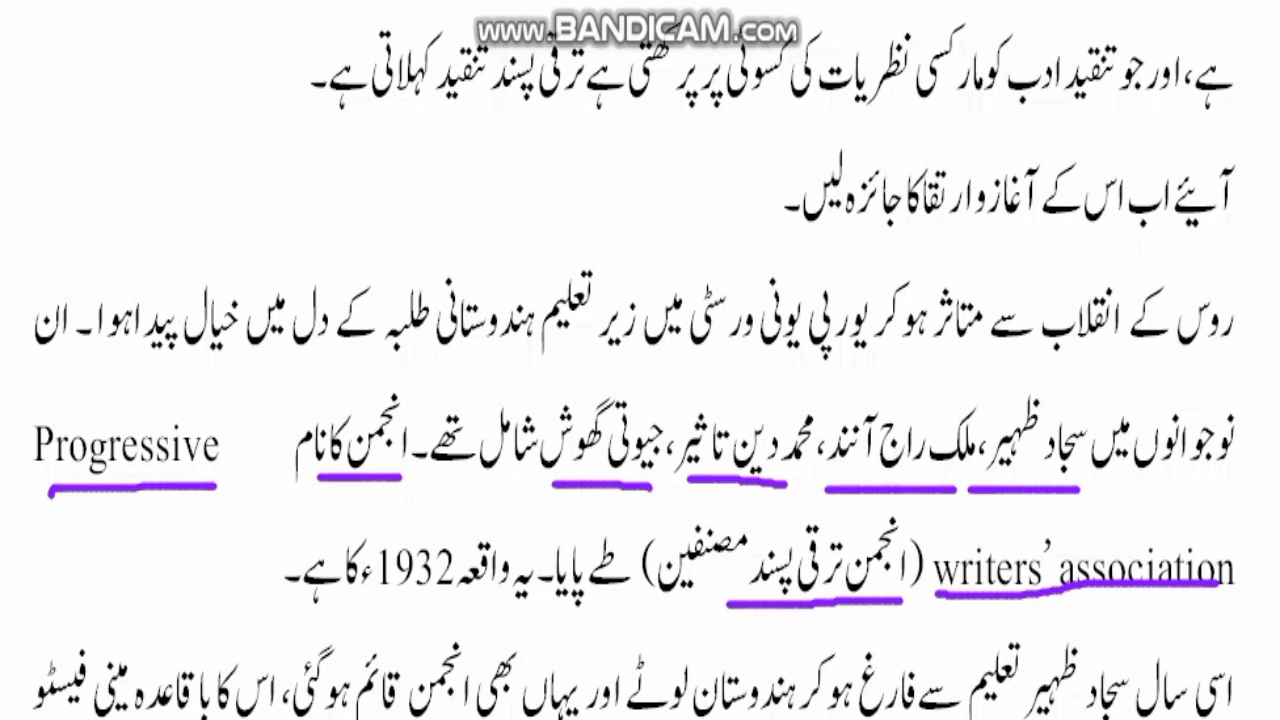 www.BANDICAM.com
ہے، اور جو تنقید ادب کو مارکسی نظریات کی کسوٹی پر پرکھتی ہے ترقی پسند تنقید کہلاتی ہے۔
آیئے اب اس کے آغاز و ارتقا کا جائزہ لیں۔
روس کے انقلاب سے متاثر ہو کر یورپی یونی ورسٹی میں زیر تعلیم ہندوستانی طلبہ کے دل میں خیال پیدا ہوا۔ ان
نوجوانوں میں سجاد ظہیر، ملک راج آنند، محمد دین تاثیر، جیوتی گھوش شامل تھے۔ انجمن کا نام Progressive
writers’ association (انجمن ترقی پسند مصنفین) طے پایا۔ یہ واقعہ 1932ء کا ہے۔
اسی سال سجاد ظہیر تعلیم سے فارغ ہو کر ہندوستان لوٹے اور یہاں بھی انجمن قائم ہو گئی، اس کا باقاعدہ مینی فیسٹو